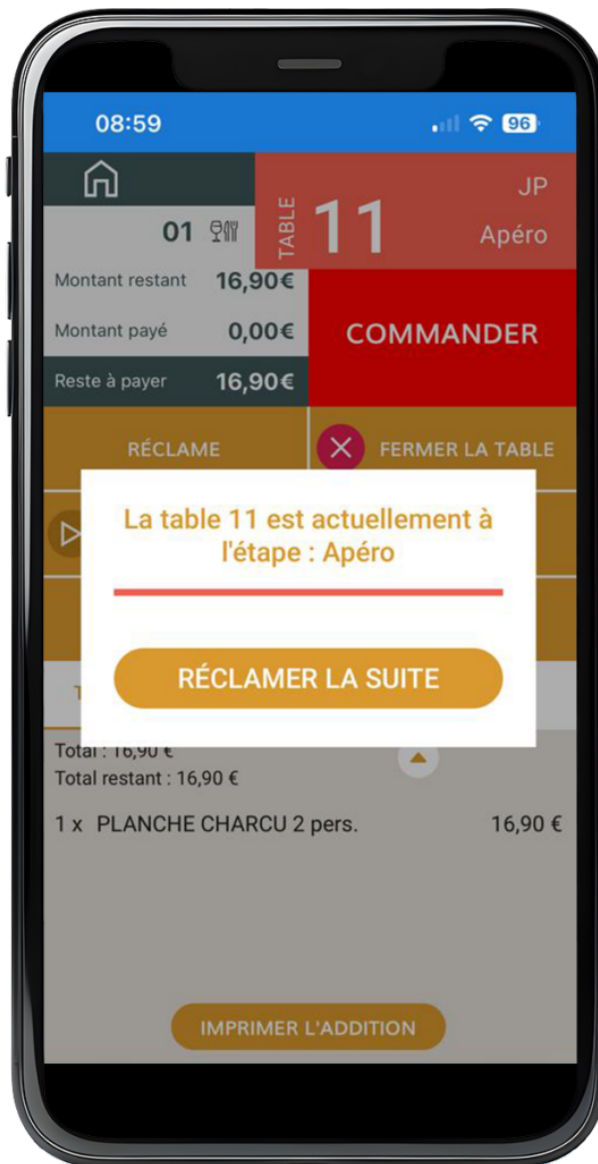 08:59
96
JP
TABLE
11
01
Apéro
Montant restant 16,90€
Montant payé 0,00€
COMMANDER
Reste à payer 16,90€
RÉCLAME
FERMER LA TABLE
La table 11 est actuellement à
l'étape : Apéro
RÉCLAMER LA SUITE
T
Total : 16,90 €
Total restant : 16,90 €
1 x PLANCHE CHARCU 2 pers. 16,90 €
IMPRIMER L'ADDITION